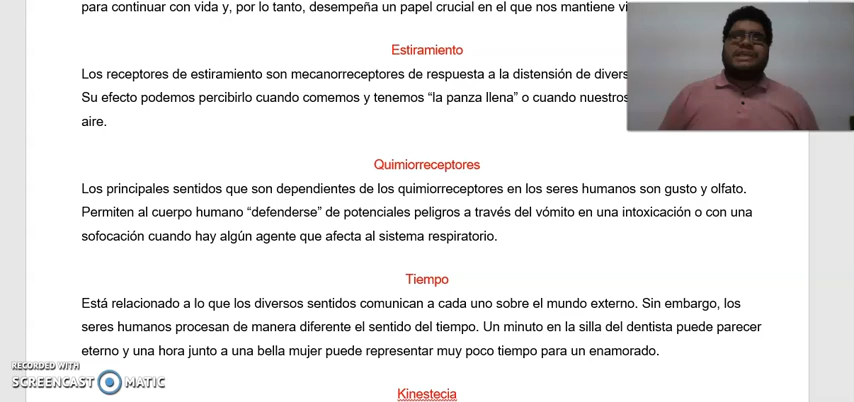 para continuar con vida y, por lo tanto, desempeña un papel crucial en el que nos mantiene
Estiramiento
Los receptores de estiramiento son mecanorreceptores de respuesta a la distensión de
Su efecto podemos percibirlo cuando comemos y tenemos “la panza llena” o cuando nuestros
aire.
Quimiorreceptores
Los principales sentidos que son dependientes de los quimiorreceptores en los seres humanos son gusto y olfato.
Permiten al cuerpo humano “defenderse” de potenciales peligros a través del vómito en una intoxicación o con una
sofocación cuando hay algún agente que afecta al sistema respiratorio.
Tiempo
Está relacionado a lo que los diversos sentidos comunican a cada uno sobre el mundo externo. Sin embargo, los
seres humanos procesan de manera diferente el sentido del tiempo. Un minuto en la silla del dentista puede parecer
eterno y una hora junto a una bella mujer puede representar muy poco tiempo para un enamorado.
RECORDED WITH
SCREENCAST MATIC
Kinestecia